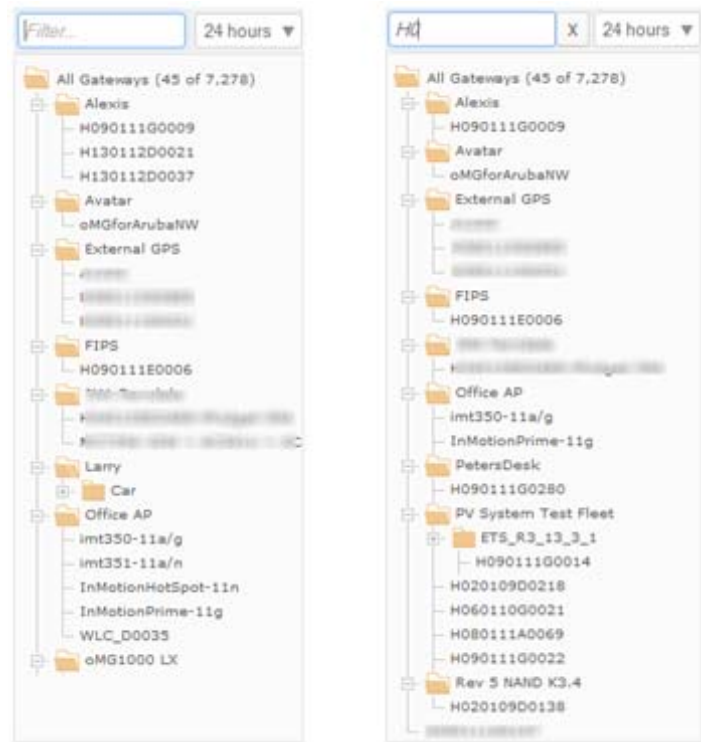 Filter...
24 hours
All Gateways (45 of 7,278)
Alexis
H090111G0009
H130112D0021
H130112D0037
Avatar
oMGforArubaNW
External GPS
FIPS
H090111E0006
Larry
Car
Office AP
imt350-11a/g
imt351-11a/n
InMotionHotSpot-11n
InMotionPrime-11g
WLC_D0035
oMG1000 LX
H0
X
24 hours
All Gateways (45 of 7,278)
Alexis
H090111G0009
Avatar
oMGforArubaNW
External GPS
FIPS
H090111E0006
Office AP
imt350-11a/g
InMotionPrime-11g
PetersDesk
H090111G0280
PV System Test Fleet
ETS_R3_13_3_1
H090111G0014
H020109D0218
H060110G0021
H080111A0069
H090111G0022
Rev 5 NAND K3.4
H020109D0138